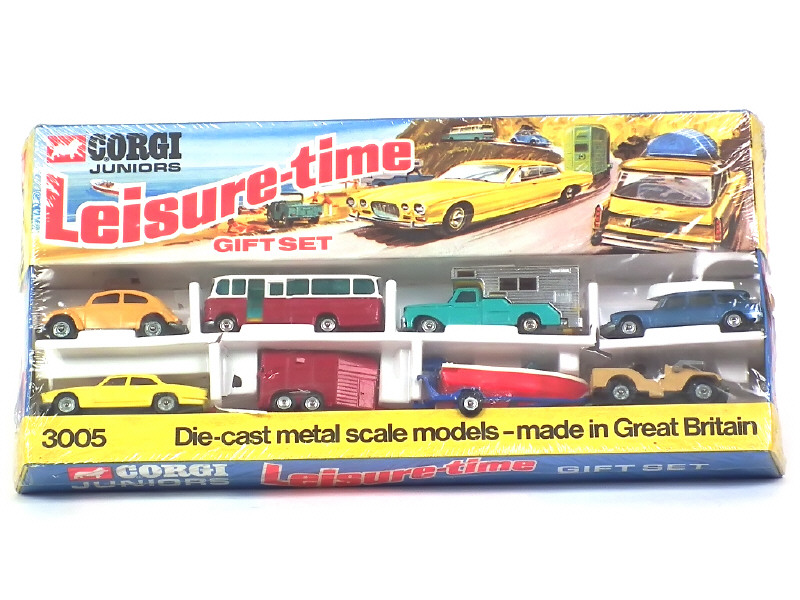 CORGI
JUNIORS
Leisure-time
GIFT SET
3005 Die-cast metal scale models - made in Great Britain
CORGI
JUNIORS
Leisure-time GIFT SET